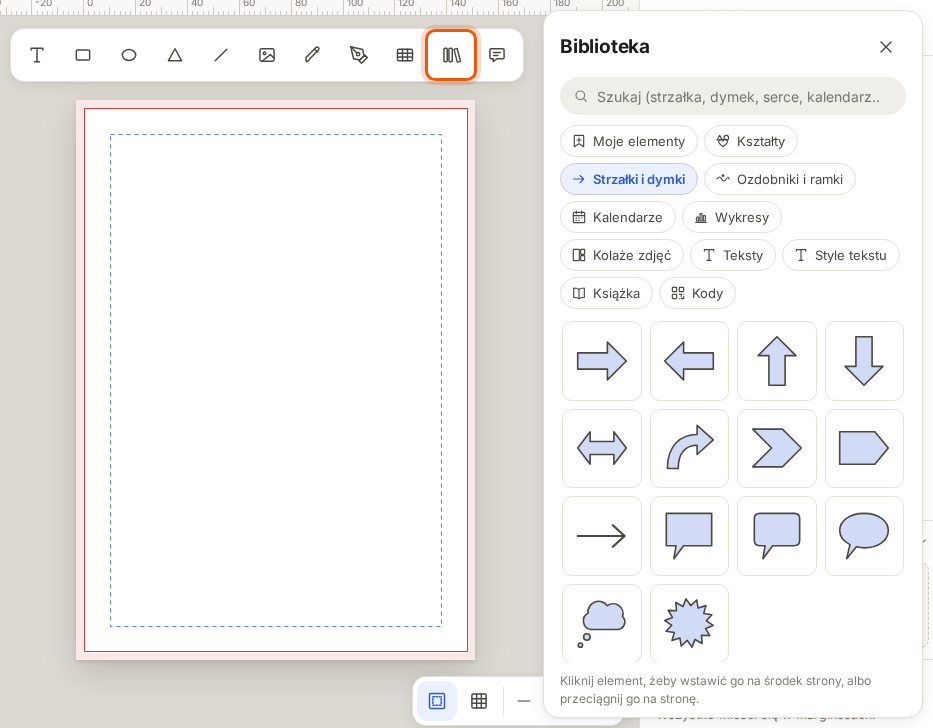 -20 0 20 40 60 80 100 120 140 160 180 200
Biblioteka
Szukaj (strzałka, dymek, serce, kalendarz..
Moje elementy
Kształty
Strzałki i dymki
Ozdobniki i ramki
Kalendarze
Wykresy
Kolaże zdjęć
Teksty
Style tekstu
Książka
Kody
Kliknij element, żeby wstawić go na środek strony, albo
przeciągnij go na stronę.